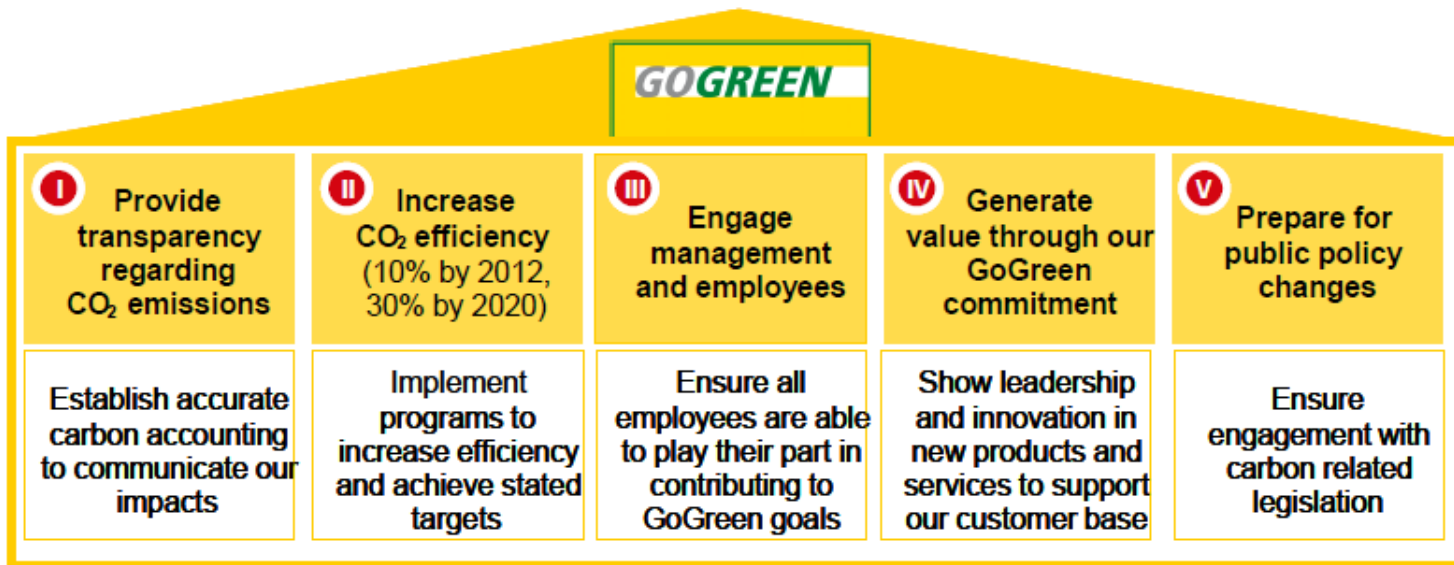 GOGREEN
I
Provide
transparency
regarding
CO₂ emissions
II
Increase
CO₂ efficiency
(10% by 2012,
30% by 2020)
III
Engage
management
and employees
IV
Generate
value through our
GoGreen
commitment
V
Prepare for
public policy
changes
Establish accurate
carbon accounting
to communicate our
impacts
Implement
programs to
increase efficiency
and achieve stated
targets
Ensure all
employees are able
to play their part in
contributing to
GoGreen goals
Show leadership
and innovation in
new products and
services to support
our customer base
Ensure
engagement with
carbon related
legislation